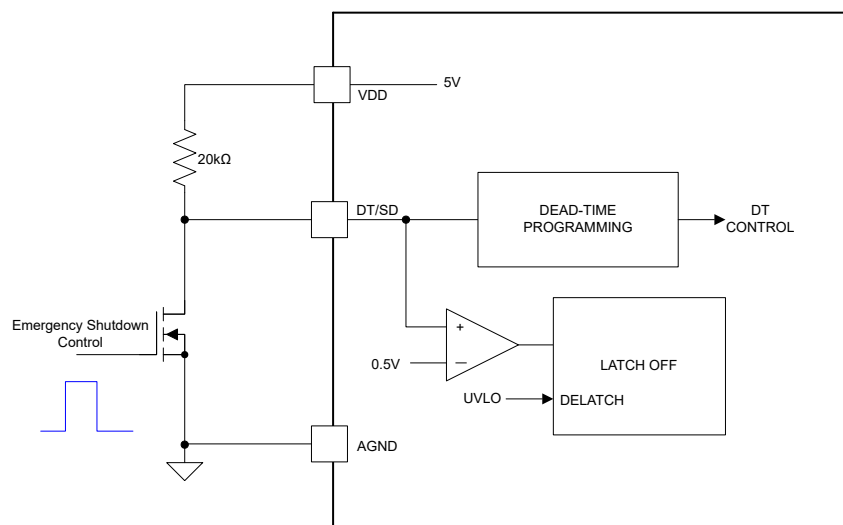 5V
VDD
20kΩ
DT/SD
DEAD-TIME
PROGRAMMING
DT
CONTROL
Emergency Shutdown
Control
+
0.5V
—
LATCH OFF
UVLO
DELATCH
AGND